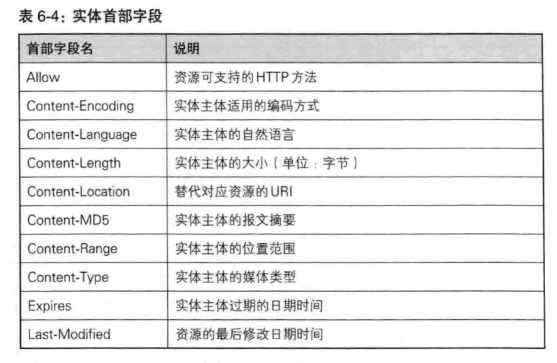 表 6-4：实体首部字段
首部字段名 说明
Allow 资源可支持的HTTP方法
Content-Encoding 实体主体适用的编码方式
Content-Language 实体主体的自然语言
Content-Length 实体主体的大小（单位：字节）
Content-Location 替代对应资源的URI
Content-MD5 实体主体的报文摘要
Content-Range 实体主体的位置范围
Content-Type 实体主体的媒体类型
Expires 实体主体过期的日期时间
Last-Modified 资源的最后修改日期时间